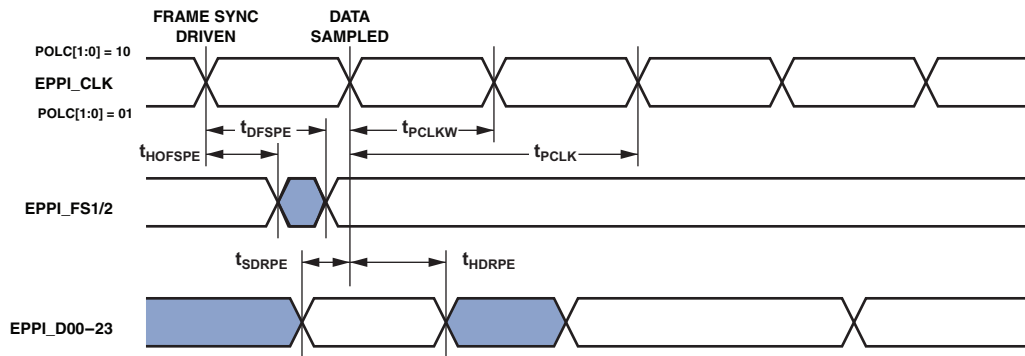 FRAME SYNC
DRIVEN
DATA
SAMPLED
POLC[1:0] = 10
EPPI_CLK
POLC[1:0] = 01
tDFSPE
tPCLKW
tHOFSPE
tPCLK
EPPI_FS1/2
tSDRPE
tHDRPE
EPPI_D00–23